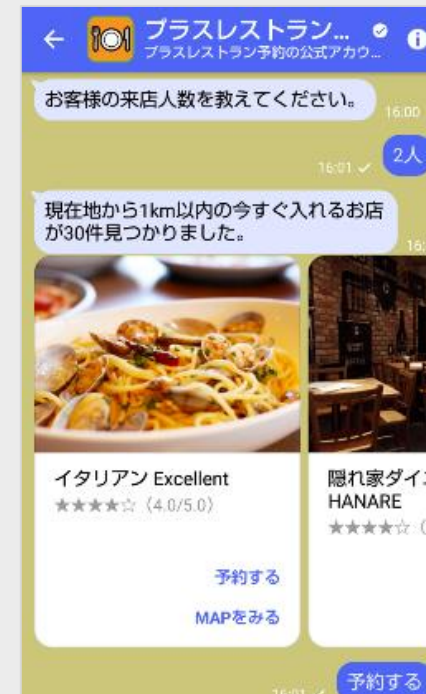 プラスレストラン...
プラスレストラン予約の公式アカウ...
お客様の来店人数を教えてください。
16:00
2人
16:01
現在地から1km以内の今すぐ入れるお店
が30件見つかりました。
16:
イタリアン Excellent
★★★★☆（4.0/5.0）
予約する
MAPをみる
隠れ家ダイ
HANARE
★★★★☆（
予約する
16:01